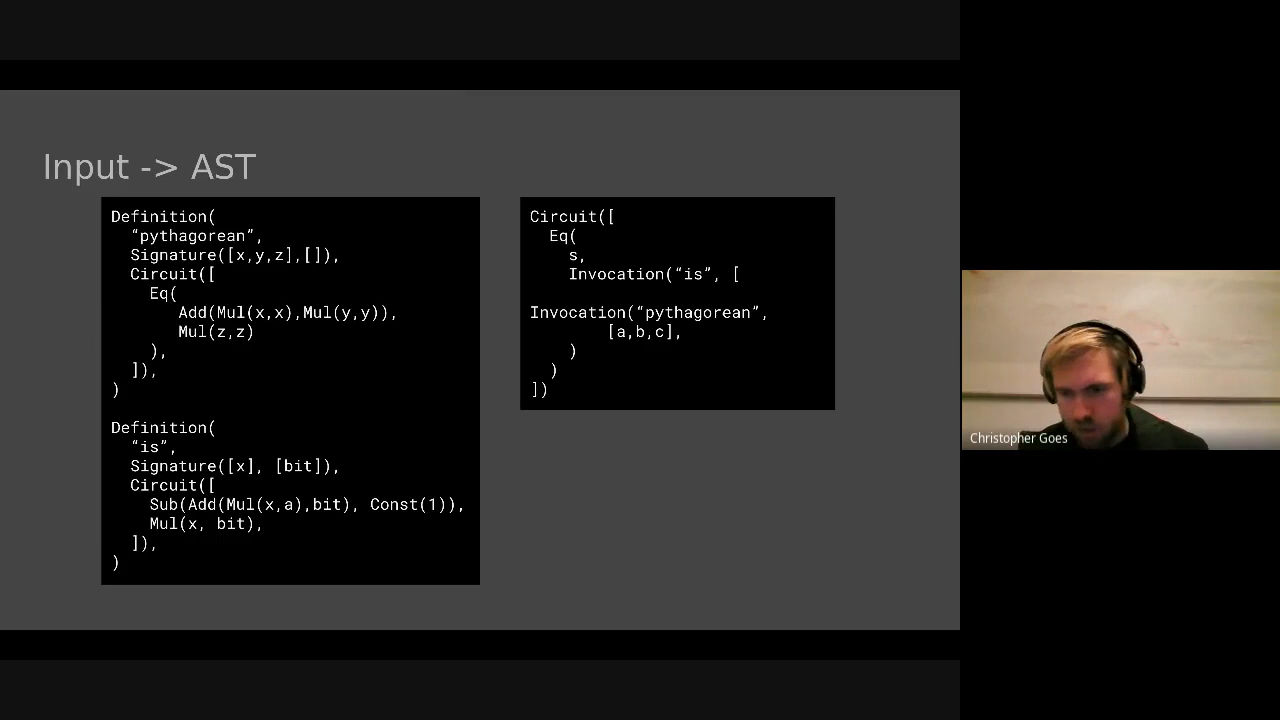 Input -> AST
Definition(
“pythagorean”,
Signature([x,y,z],[]),
Circuit([
Eq(
Add(Mul(x,x),Mul(y,y)),
Mul(z,z)
),
]),
)
Definition(
“is”,
Signature([x], [bit]),
Circuit([
Sub(Add(Mul(x,a),bit), Const(1)),
Mul(x, bit),
]),
)
Circuit([
Eq(
s,
Invocation(“is”, [
Invocation(“pythagorean”,
[a,b,c],
)
)
])
Christopher Goes